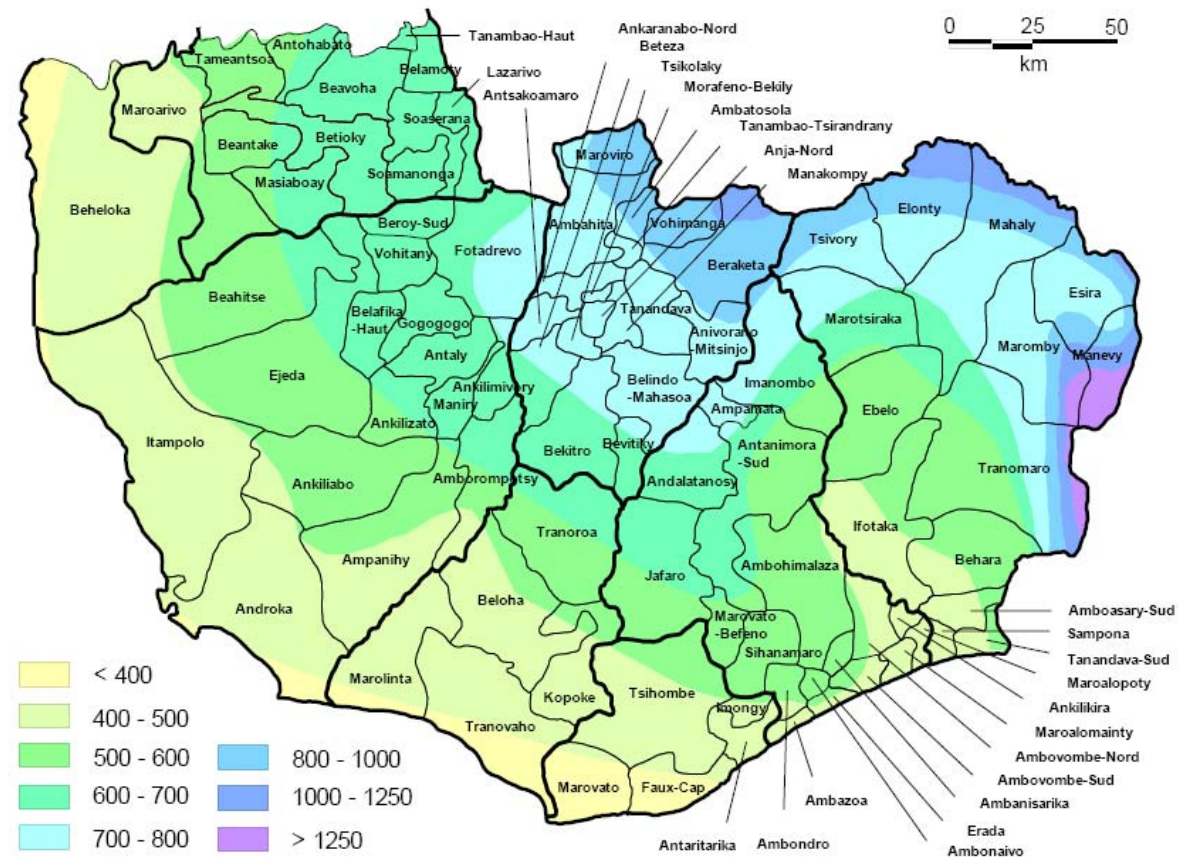 0 25 50
km
Tanambao-Haut
Lazarivo
Antsakoamaro
Ankaranabo-Nord
Beteza
Tsikolaky
Morafeno-Bekily
Ambatosola
Tanambao-Tsirandrany
Anja-Nord
Manakompy
Antohabato
Tameantsoa
Belamoty
Beavoha
Maroarivo
Soaserana
Betioky
Beantake
Masiaboay
Soamanonga
Beheloka
Maroviro
Beroy-Sud
Ambahita
Vohimanga
Elonty
Mahaly
Tsivory
Fotadrevo
Vohitany
Beraketa
Beahitse
Esira
Belafika
-Haut
Gogogogo
Tanandava
Marotsiraka
Anivorano
-Mitsinjo
Maromby
Manevy
Antaly
Ejeda
Ankilimivory
Maniry
Belindo
-Mahasoa
Imanombo
Ampamata
Ebelo
Ankilizato
Itampolo
Bekitro
Bevitiky
Antanimora
-Sud
Tranomaro
Ankiliabo
Amborompotsy
Andalatanosy
Tranoroa
Ifotaka
Ampanihy
Behara
Ambohimalaza
Jafaro
Androka
Beloha
Marovato
-Befeno
Sihanamaro
Marolinta
Kopoke
Tsihombe
Imongy
Tranovaho
Marovato
Faux-Cap
Amboasary-Sud
Sampona
Tanandava-Sud
Maroalopoty
Ankilikira
Maroalomainty
Ambovombe-Nord
Ambovombe-Sud
Ambanisarika
Erada
Ambonaivo
Ambazoa
Ambondro
Antaritarika
< 400
400 - 500
500 - 600
600 - 700
700 - 800
800 - 1000
1000 - 1250
> 1250